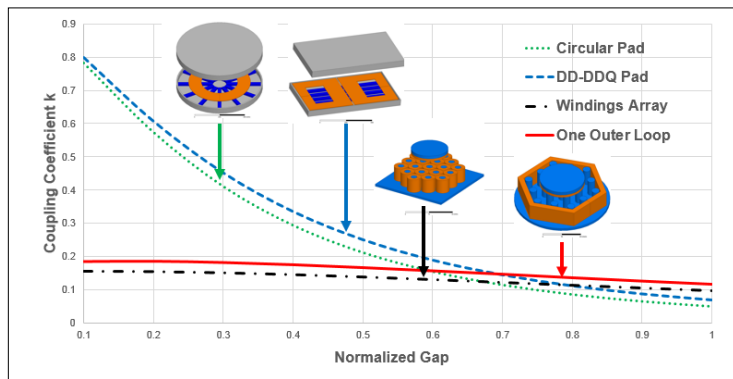 0.9
0.8
0.7
0.6
0.5
0.4
0.3
0.2
0.1
0
Coupling Coefficient k
Circular Pad
DD-DDQ Pad
Windings Array
One Outer Loop
0.1 0.2 0.3 0.4 0.5 0.6 0.7 0.8 0.9 1
Normalized Gap